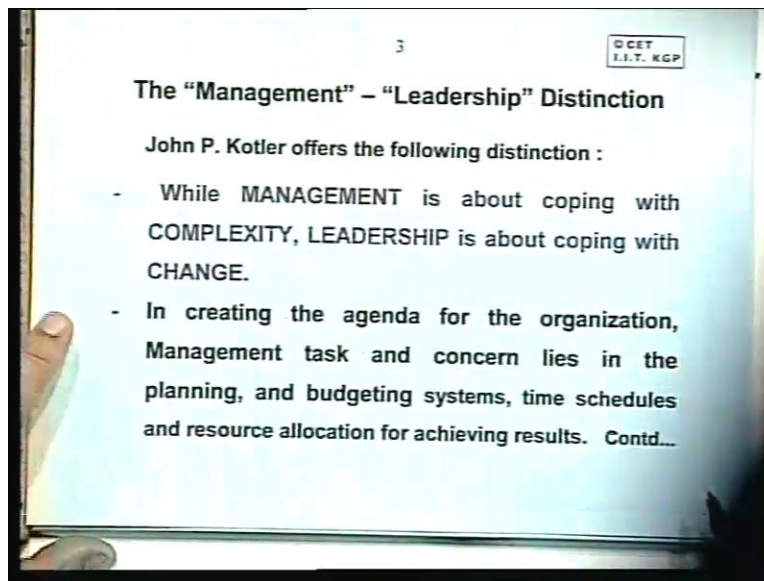 3
© CET
I.I.T. KGP
The “Management” – “Leadership” Distinction
John P. Kotler offers the following distinction :
- While MANAGEMENT is about coping with
COMPLEXITY, LEADERSHIP is about coping with
CHANGE.
- In creating the agenda for the organization,
Management task and concern lies in the
planning, and budgeting systems, time schedules
and resource allocation for achieving results. Contd...